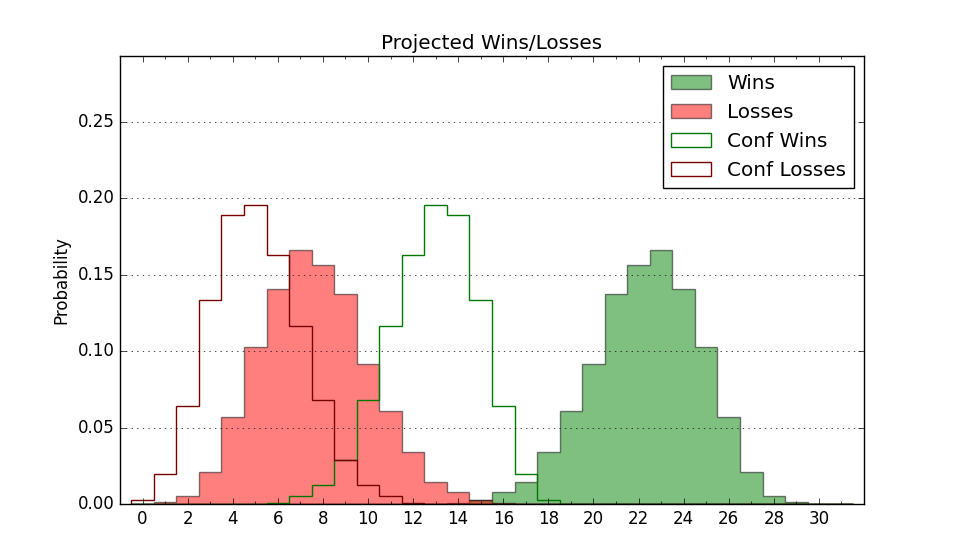 Projected Wins/Losses
Wins
Losses
Conf Wins
Conf Losses
Probability
0.25
0.20
0.15
0.10
0.05
0.00
0 2 4 6 8 10 12 14 16 18 20 22 24 26 28 30